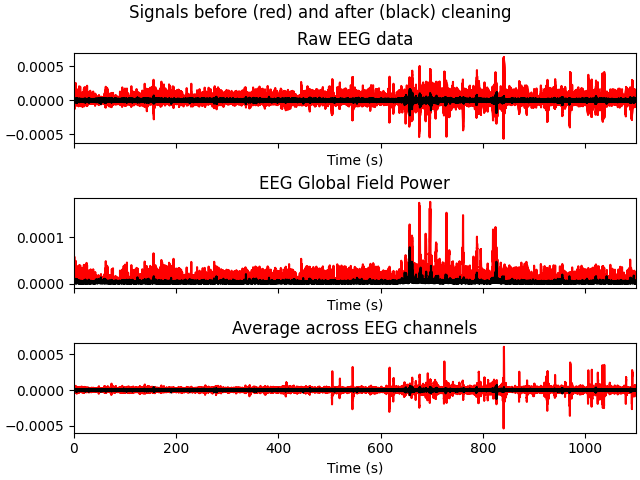 Signals before (red) and after (black) cleaning
Raw EEG data
0.0005
0.0000
−0.0005
Time (s)
EEG Global Field Power
0.0001
0.0000
Time (s)
Average across EEG channels
0.0005
0.0000
−0.0005
0 200 400 600 800 1000
Time (s)